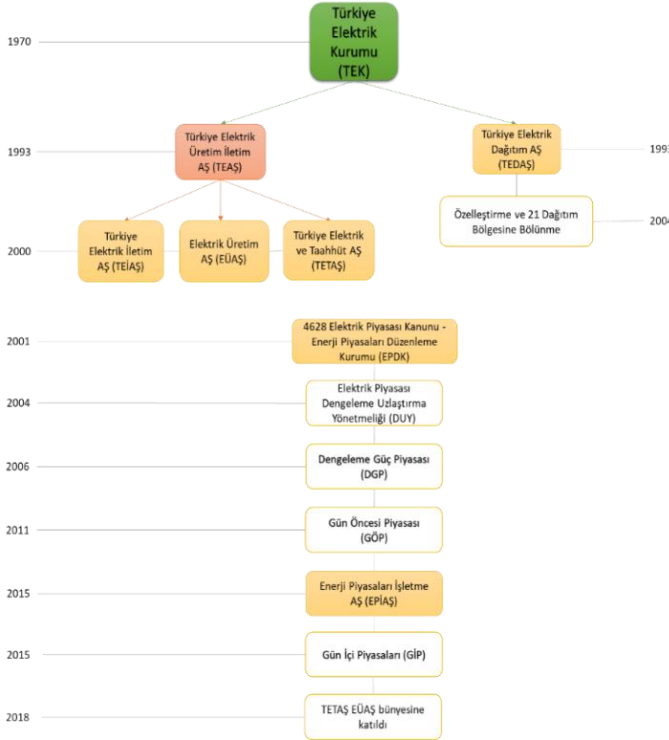 Türkiye
Elektrik
Kurumu
(TEK)
1970
1993
Türkiye Elektrik
Üretim İletim
AŞ (TEAŞ)
Türkiye Elektrik
Dağıtım AŞ
(TEDAŞ)
1993
Özelleştirme ve 21 Dağıtım
Bölgesine Bölünme
2004
2000
Türkiye
Elektrik İletim
AŞ (TEİAŞ)
Elektrik Üretim
AŞ (EÜAŞ)
Türkiye Elektrik
ve Taahhüt AŞ
(TETAŞ)
2001
4628 Elektrik Piyasası Kanunu -
Enerji Piyasaları Düzenleme
Kurumu (EPDK)
2004
Elektrik Piyasası
Dengeleme Uzlaştırma
Yönetmeliği (DUY)
2006
Dengeleme Güç Piyasası
(DGP)
2011
Gün Öncesi Piyasası
(GÖP)
2015
Enerji Piyasaları İşletme
AŞ (EPİAŞ)
2015
Gün İçi Piyasaları (GİP)
2018
TETAŞ EÜAŞ bünyesine
katıldı